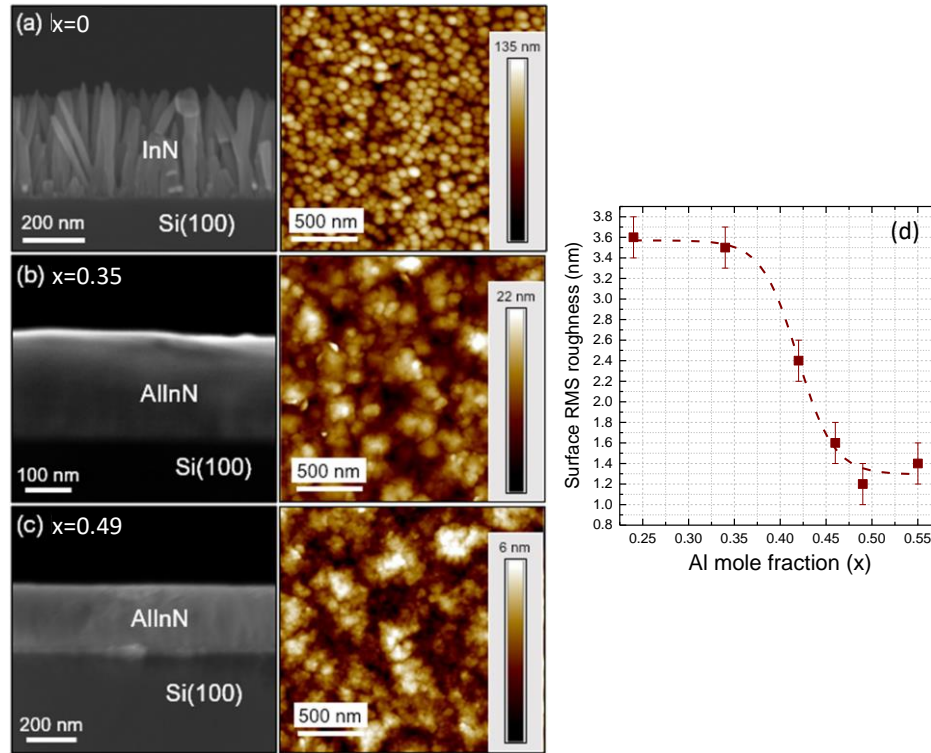 (a) x=0
135 nm
InN
200 nm
Si(100)
500 nm
(b) x=0.35
22 nm
AlInN
100 nm
Si(100)
500 nm
(c) x=0.49
6 nm
AlInN
200 nm
Si(100)
500 nm
(d)
Surface RMS roughness (nm)
3.8
3.6
3.4
3.2
3.0
2.8
2.6
2.4
2.2
2.0
1.8
1.6
1.4
1.2
1.0
0.8
0.25 0.30 0.35 0.40 0.45 0.50 0.55
Al mole fraction (x)